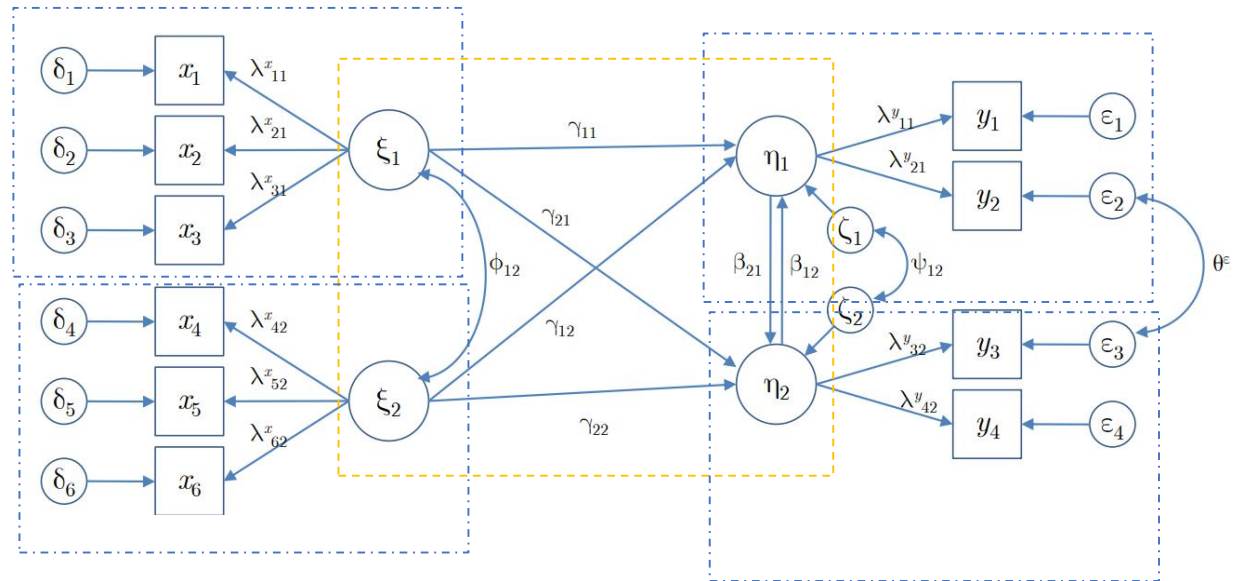 δ₁
x₁
λˣ₁₁
δ₂
x₂
λˣ₂₁
δ₃
x₃
λˣ₃₁
ξ₁
δ₄
x₄
λˣ₄₂
δ₅
x₅
λˣ₅₂
δ₆
x₆
λˣ₆₂
ξ₂
ϕ₁₂
γ₁₁
γ₂₁
γ₁₂
γ₂₂
η₁
β₂₁
β₁₂
ζ₁
ζ₂
ψ₁₂
η₂
λʸ₁₁
y₁
ε₁
λʸ₂₁
y₂
ε₂
θᵋ
λʸ₃₂
y₃
ε₃
λʸ₄₂
y₄
ε₄